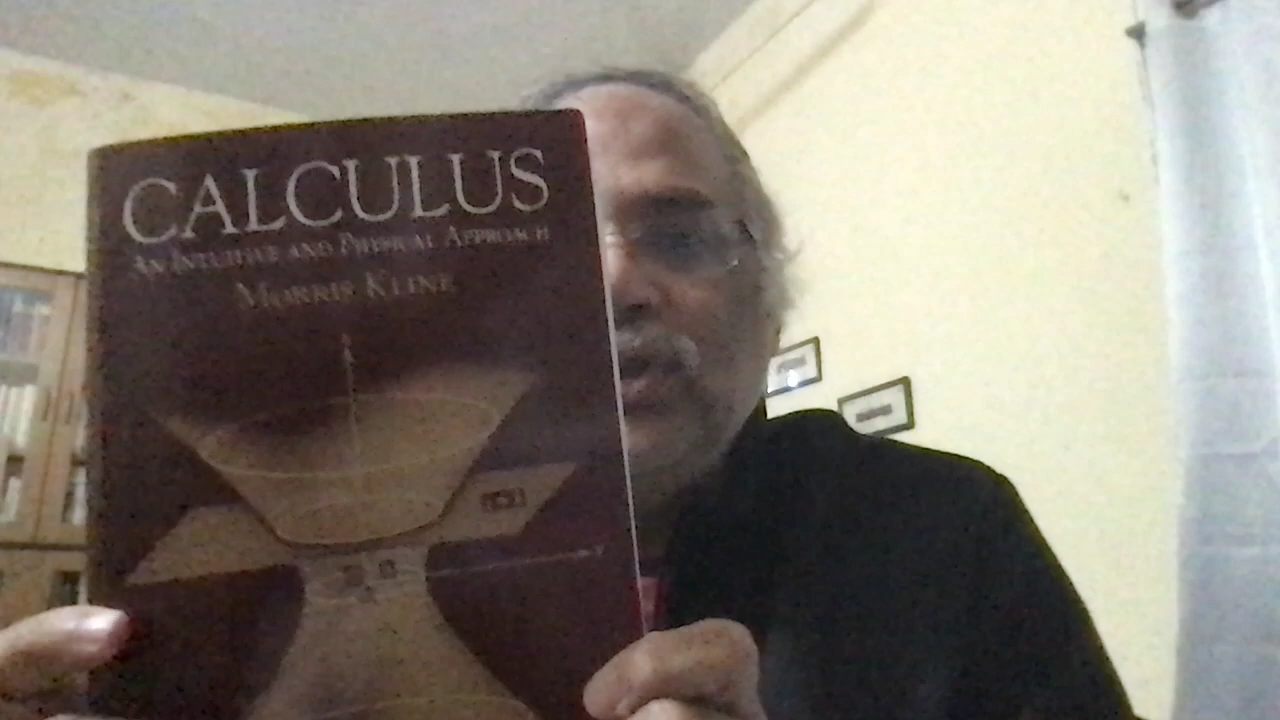 CALCULUS
AN INTUITIVE AND PHYSICAL APPROACH
MORRIS KLINE